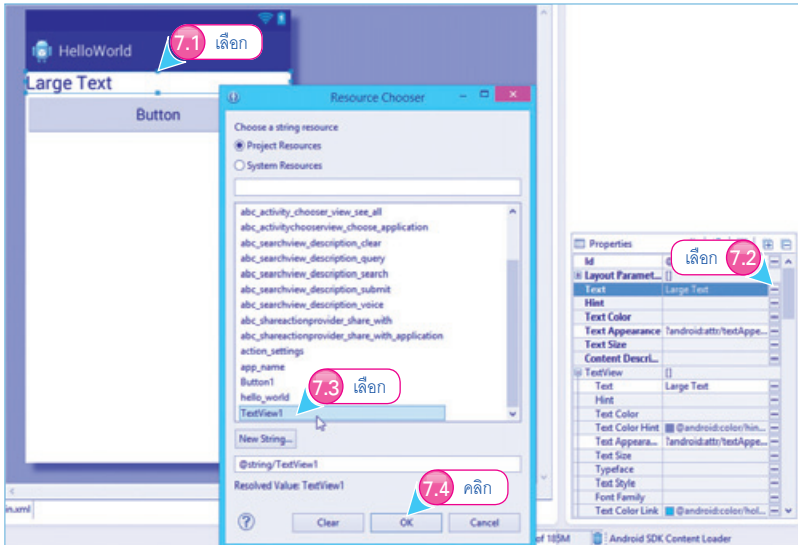 HelloWorld
7.1 เลือก
Large Text
Button
Resource Chooser
Choose a string resource
Project Resources
System Resources
abc_activity_chooser_view_see_all
abc_activitychooserview_choose_application
abc_searchview_description_clear
abc_searchview_description_query
abc_searchview_description_search
abc_searchview_description_submit
abc_searchview_description_voice
abc_shareactionprovider_share_with
abc_shareactionprovider_share_with_application
action_settings
app_name
Button1
hello_world
TextView1
7.3 เลือก
New String...
@string/TextView1
Resolved Value: TextView1
7.4 คลิก
Clear
OK
Cancel
Properties
เลือก 7.2
Id
Layout Paramet... []
Text Large Text
Hint
Text Color
Text Appearance ?android:attr/textAppe...
Text Size
Content Descri...
TextView []
Text Large Text
Hint
Text Color
Text Color Hint @android:color/hin...
Text Appeara... ?android:attr/textAppe...
Text Size
Typeface
Text Style
Font Family
Text Color Link @android:color/hol...
in.xml
of 185M
Android SDK Content Loader